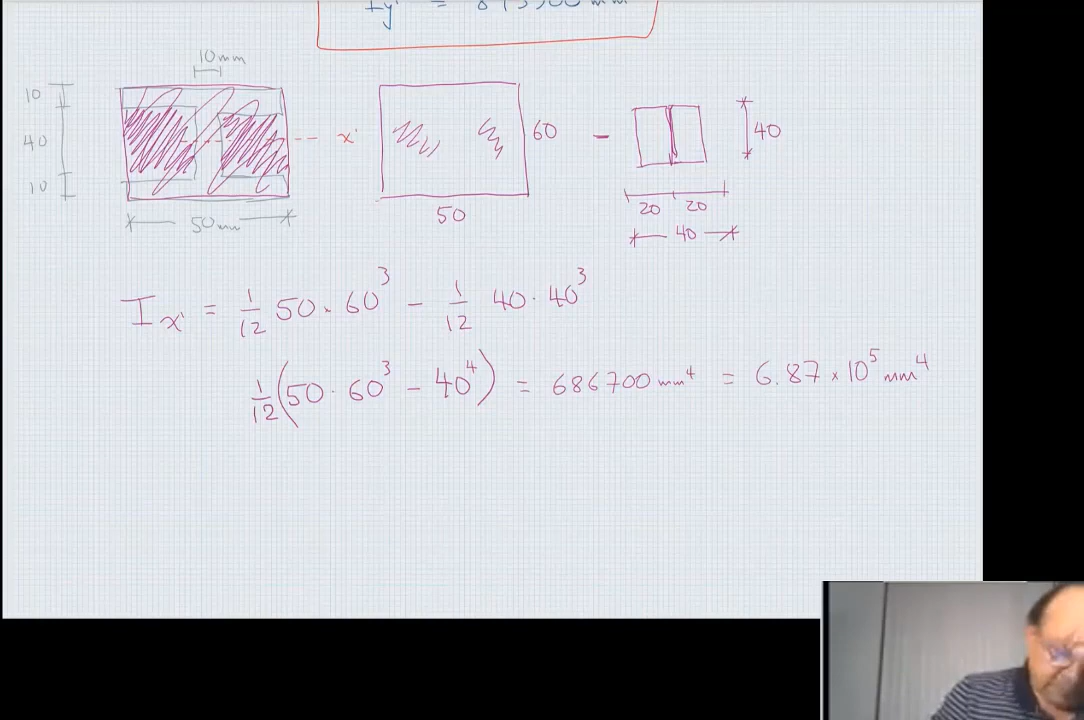 10mm
10
40
10
50mm
x'
60
50
-
40
20 20
40
I x' = 1/12 50 × 60³ - 1/12 40 · 40³
1/12 (50 · 60³ - 40⁴) = 686700 mm⁴ = 6.87 × 10⁵ mm⁴